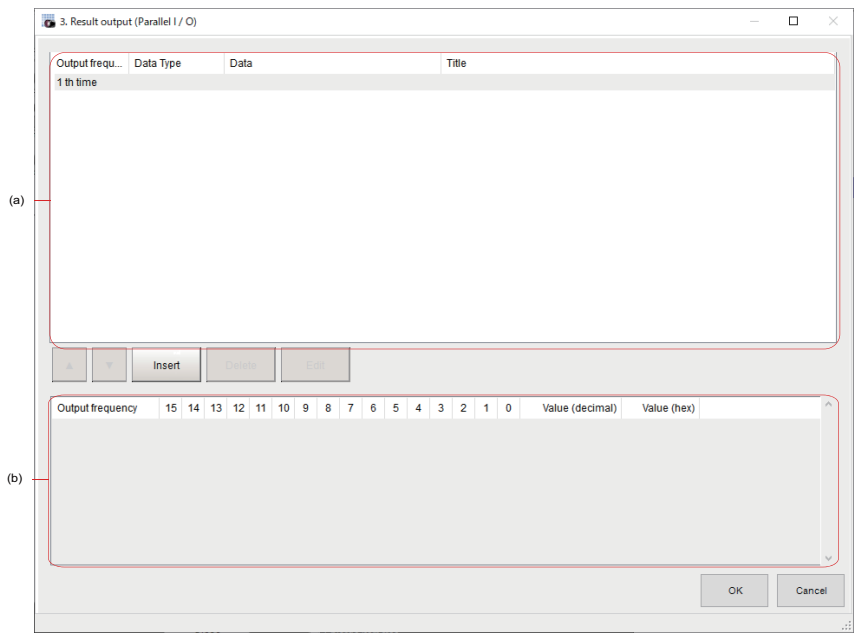 3. Result output (Parallel I / O)
Output frequ... Data Type Data Title
1 th time
(a)
▲ ▼ Insert Delete Edit
Output frequency 15 14 13 12 11 10 9 8 7 6 5 4 3 2 1 0 Value (decimal) Value (hex)
(b)
OK Cancel